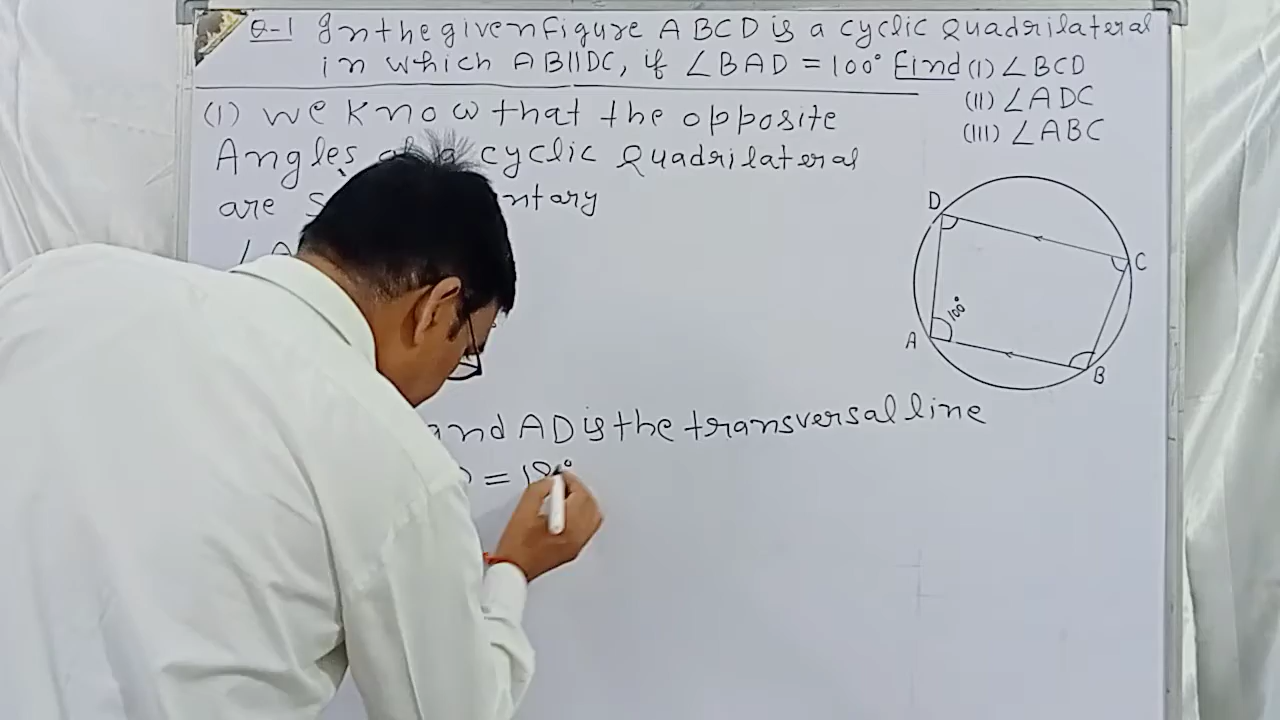 Q-1 In the given Figure ABCD is a cyclic Quadrilateral
in which AB||DC, if ∠BAD = 100° Find (I) ∠BCD
(II) ∠ADC
(III) ∠ABC
(I) we know that the opposite
Angles of a cyclic Quadrilateral
are
∠A
D
C
100°
A
B
and AD is the transversal line
= 18°